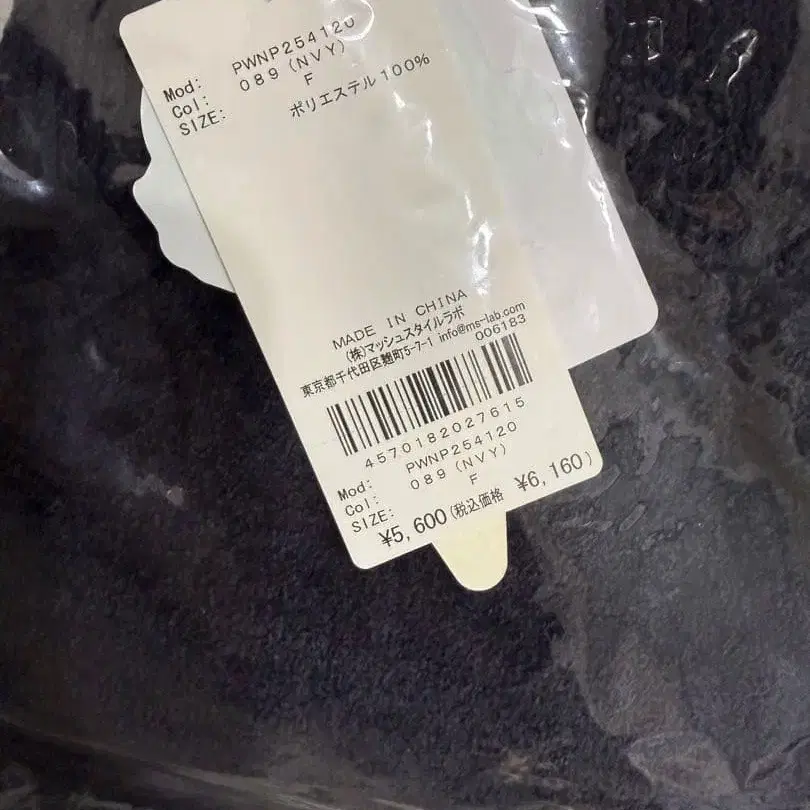 Mod: PWNP254120
Col: 089 (NVY)
SIZE: F
ポリエステル100%
MADE IN CHINA
(株)マッシュスタイルラボ
東京都千代田区麹町5-7-1 info@ms-lab.com
006183
4570182027615
Mod: PWNP254120
Col: 089 (NVY)
SIZE: F
¥5,600(税込価格 ¥6,160)